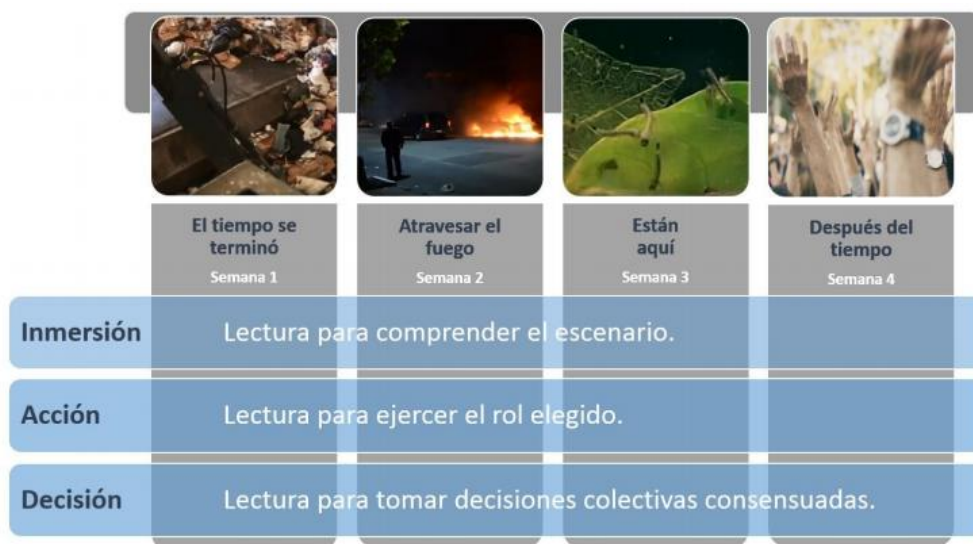 El tiempo se
terminó
Semana 1
Atravesar el
fuego
Semana 2
Están
aquí
Semana 3
Después del
tiempo
Semana 4
Inmersión
Lectura para comprender el escenario.
Acción
Lectura para ejercer el rol elegido.
Decisión
Lectura para tomar decisiones colectivas consensuadas.